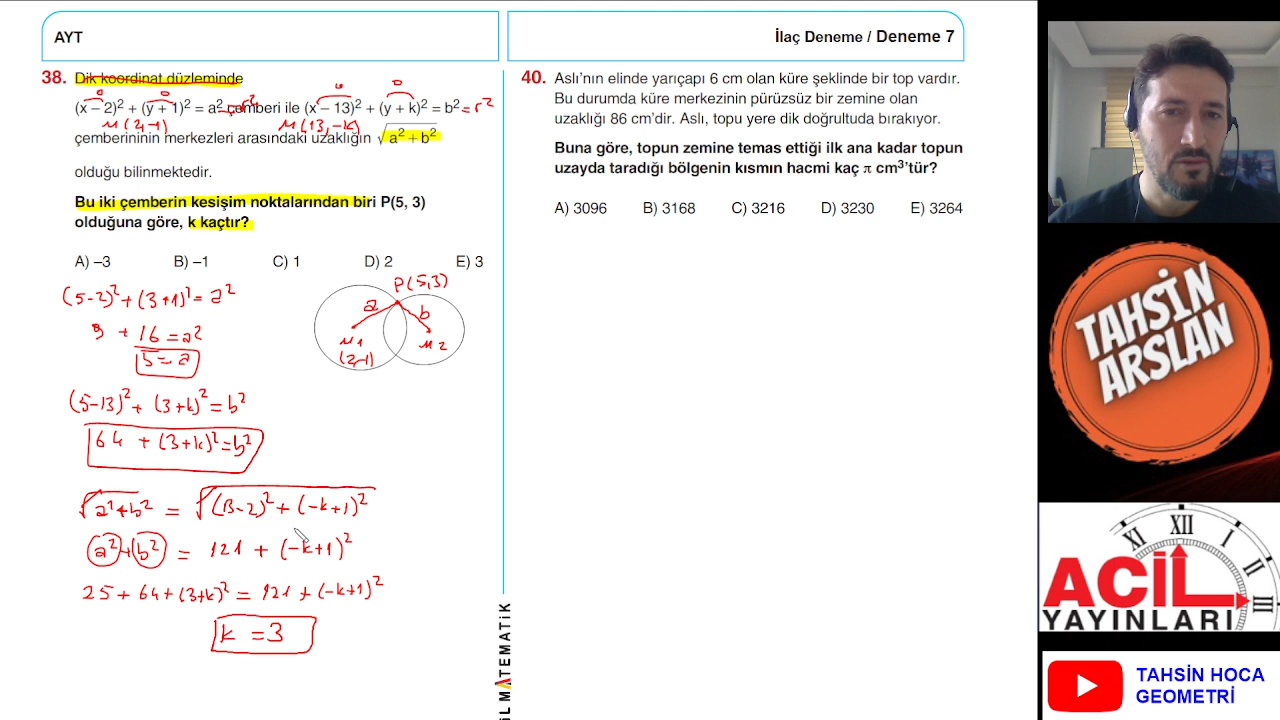 AYT
38. Dik koordinat düzleminde
(x – 2)² + (y + 1)² = a² çemberi ile (x – 13)² + (y + k)² = b² = r²
M(2,-1) M(13,-k)
çemberininin merkezleri arasındaki uzaklığın √a² + b²
olduğu bilinmektedir.
Bu iki çemberin kesişim noktalarından biri P(5, 3)
olduğuna göre, k kaçtır?
A) –3 B) –1 C) 1 D) 2 E) 3
(5-2)² + (3+1)² = a²
9 + 16 = a²
5 = a
(5-13)² + (3+k)² = b²
64 + (3+k)² = b²
√a²+b² = √(13-2)² + (-k+1)²
a²+b² = 121 + (-k+1)²
25 + 64 + (3+k)² = 121 + (-k+1)²
k = 3
P(5,3)
a b
M1 M2
(2,-1)
İlaç Deneme / Deneme 7
40. Aslı'nın elinde yarıçapı 6 cm olan küre şeklinde bir top vardır.
Bu durumda küre merkezinin pürüzsüz bir zemine olan
uzaklığı 86 cm'dir. Aslı, topu yere dik doğrultuda bırakıyor.
Buna göre, topun zemine temas ettiği ilk ana kadar topun
uzayda taradığı bölgenin kısmın hacmi kaç π cm³'tür?
A) 3096 B) 3168 C) 3216 D) 3230 E) 3264
İL MATEMATİK
TAHSİN
ARSLAN
XI XII I II III
ACİL
YAYINLARI
TAHSİN HOCA
GEOMETRİ